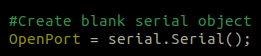 #Create blank serial object
OpenPort = serial.Serial();